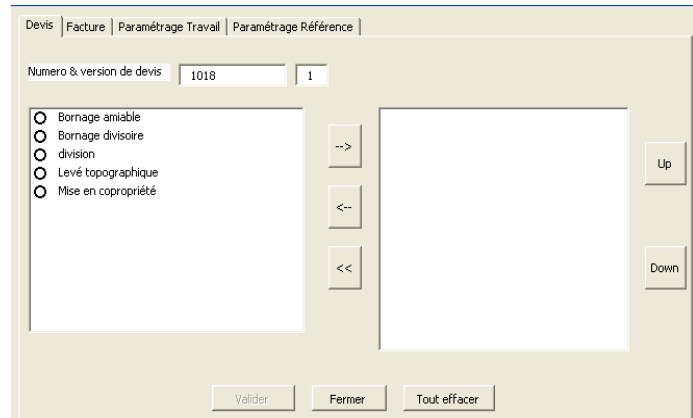 Devis Facture Paramétrage Travail Paramétrage Référence
Numero & version de devis 1018 1
Bornage amiable
Bornage divisoire
division
Levé topographique
Mise en copropriété
-->
<--
<<
Up
Down
Valider Fermer Tout effacer